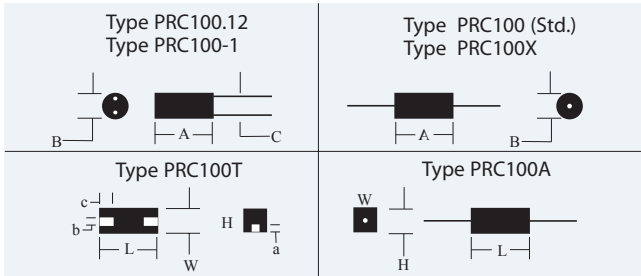 Type PRC100.12
Type PRC100-1
B
A
C
Type PRC100 (Std.)
Type PRC100X
A
B
Type PRC100T
c
b
L
W
H
a
Type PRC100A
W
H
L